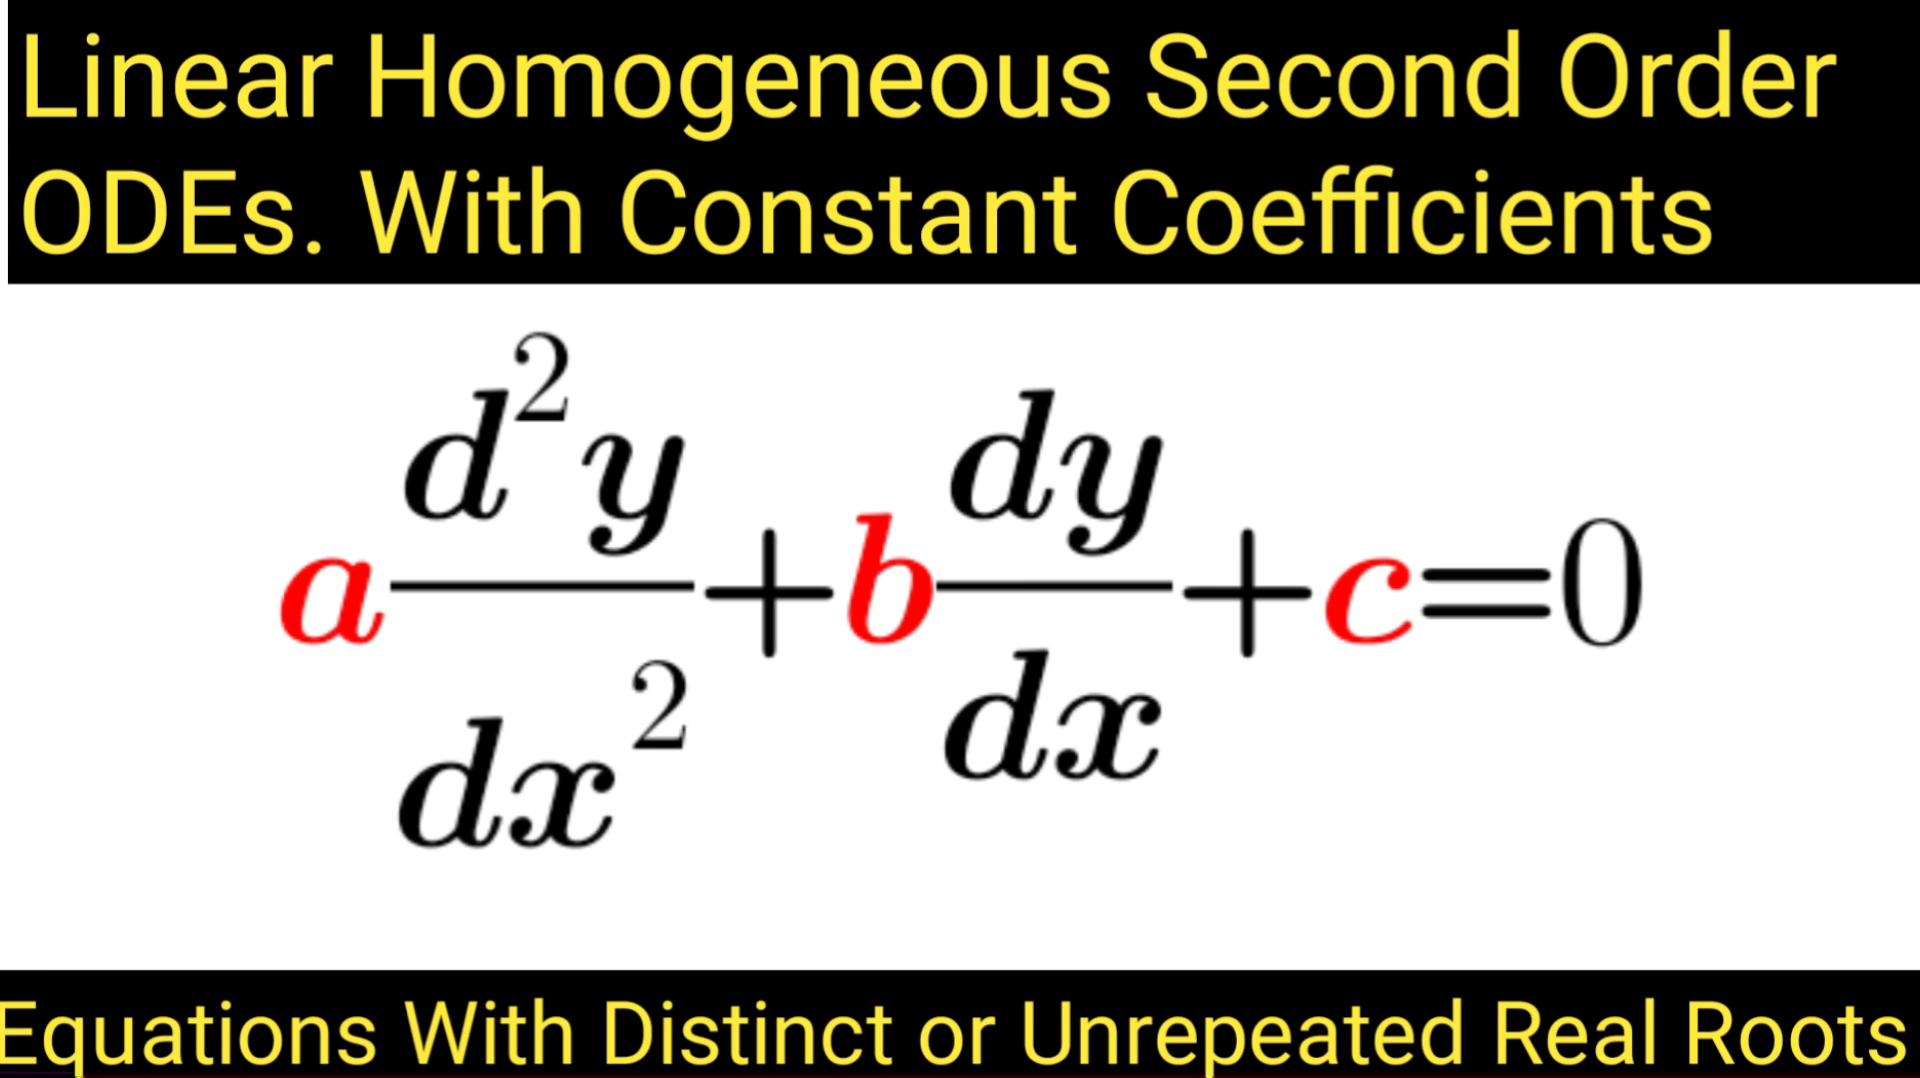 Linear Homogeneous Second Order
ODEs. With Constant Coefficients
a d²y/dx² + b dy/dx + c = 0
Equations With Distinct or Unrepeated Real Roots